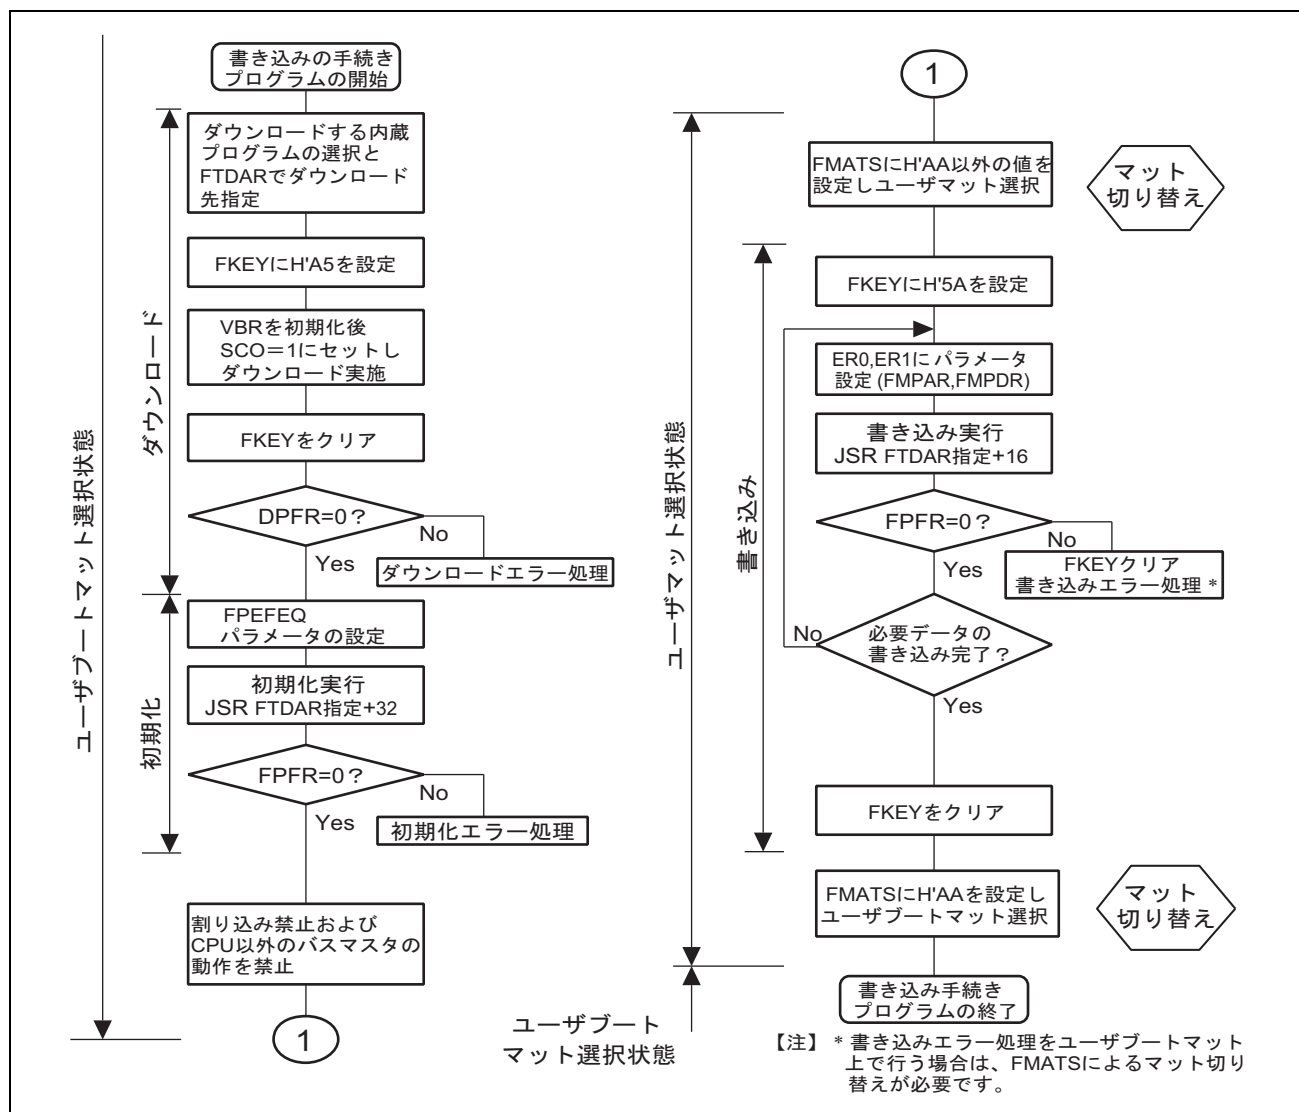 書き込みの手続き
プログラムの開始
ダウンロードする内蔵
プログラムの選択と
FTDARでダウンロード
先指定
FKEYにH'A5を設定
VBRを初期化後
SCO＝1にセットし
ダウンロード実施
FKEYをクリア
DPFR=0？
No
Yes
ダウンロードエラー処理
FPEFEQ
パラメータの設定
初期化実行
JSR FTDAR指定+32
FPFR=0？
No
Yes
初期化エラー処理
割り込み禁止および
CPU以外のバスマスタの
動作を禁止
1
ダウンロード
初期化
ユーザブートマット選択状態
1
FMATSにH'AA以外の値を
設定しユーザマット選択
マット
切り替え
FKEYにH'5Aを設定
ER0,ER1に パラメータ
設定 (FMPAR,FMPDR)
書き込み実行
JSR FTDAR指定+16
FPFR=0？
No
Yes
FKEYクリア
書き込みエラー処理 *
必要データの
書き込み完了？
No
Yes
FKEYをクリア
FMATSにH'AAを設定し
ユーザブートマット選択
マット
切り替え
書き込み手続き
プログラムの終了
書き込み
ユーザマット選択状態
ユーザブート
マット選択状態
【注】 * 書き込みエラー処理をユーザブートマット
上で行う場合は、FMATSによるマット切り
替えが必要です。